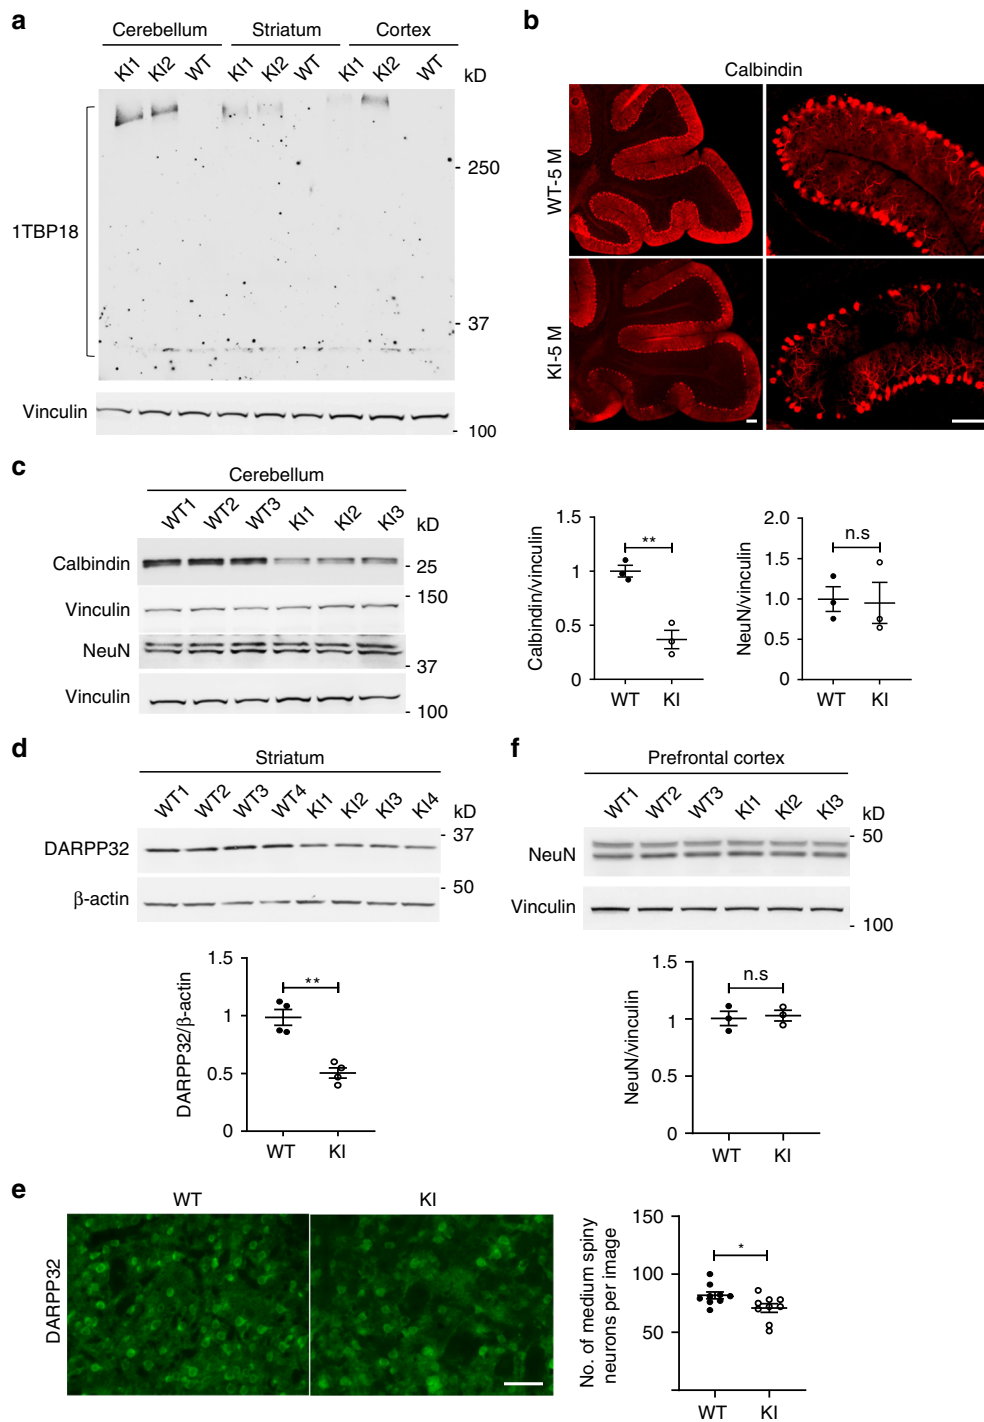 a
Cerebellum Striatum Cortex
KI1 KI2 WT KI1 KI2 WT KI1 KI2 WT kD
1TBP18
- 250
- 37
Vinculin
- 100
b
Calbindin
WT-5 M
KI-5 M
c
Cerebellum
WT1 WT2 WT3 KI1 KI2 KI3 kD
Calbindin
- 25
- 150
Vinculin
NeuN
- 37
Vinculin
- 100
Calbindin/vinculin
1.5
1
0.5
0
**
WT KI
NeuN/vinculin
2.0
1.5
1.0
0.5
0
n.s
WT KI
d
Striatum
WT1 WT2 WT3 WT4 KI1 KI2 KI3 KI4 kD
- 37
DARPP32
- 50
β-actin
DARPP32/β-actin
1.5
1
0.5
0
**
WT KI
f
Prefrontal cortex
WT1 WT2 WT3 KI1 KI2 KI3 kD
- 50
NeuN
Vinculin
- 100
NeuN/vinculin
1.5
1
0.5
0
n.s
WT KI
e
WT KI
DARPP32
No. of medium spiny
neurons per image
150
100
50
*
WT KI